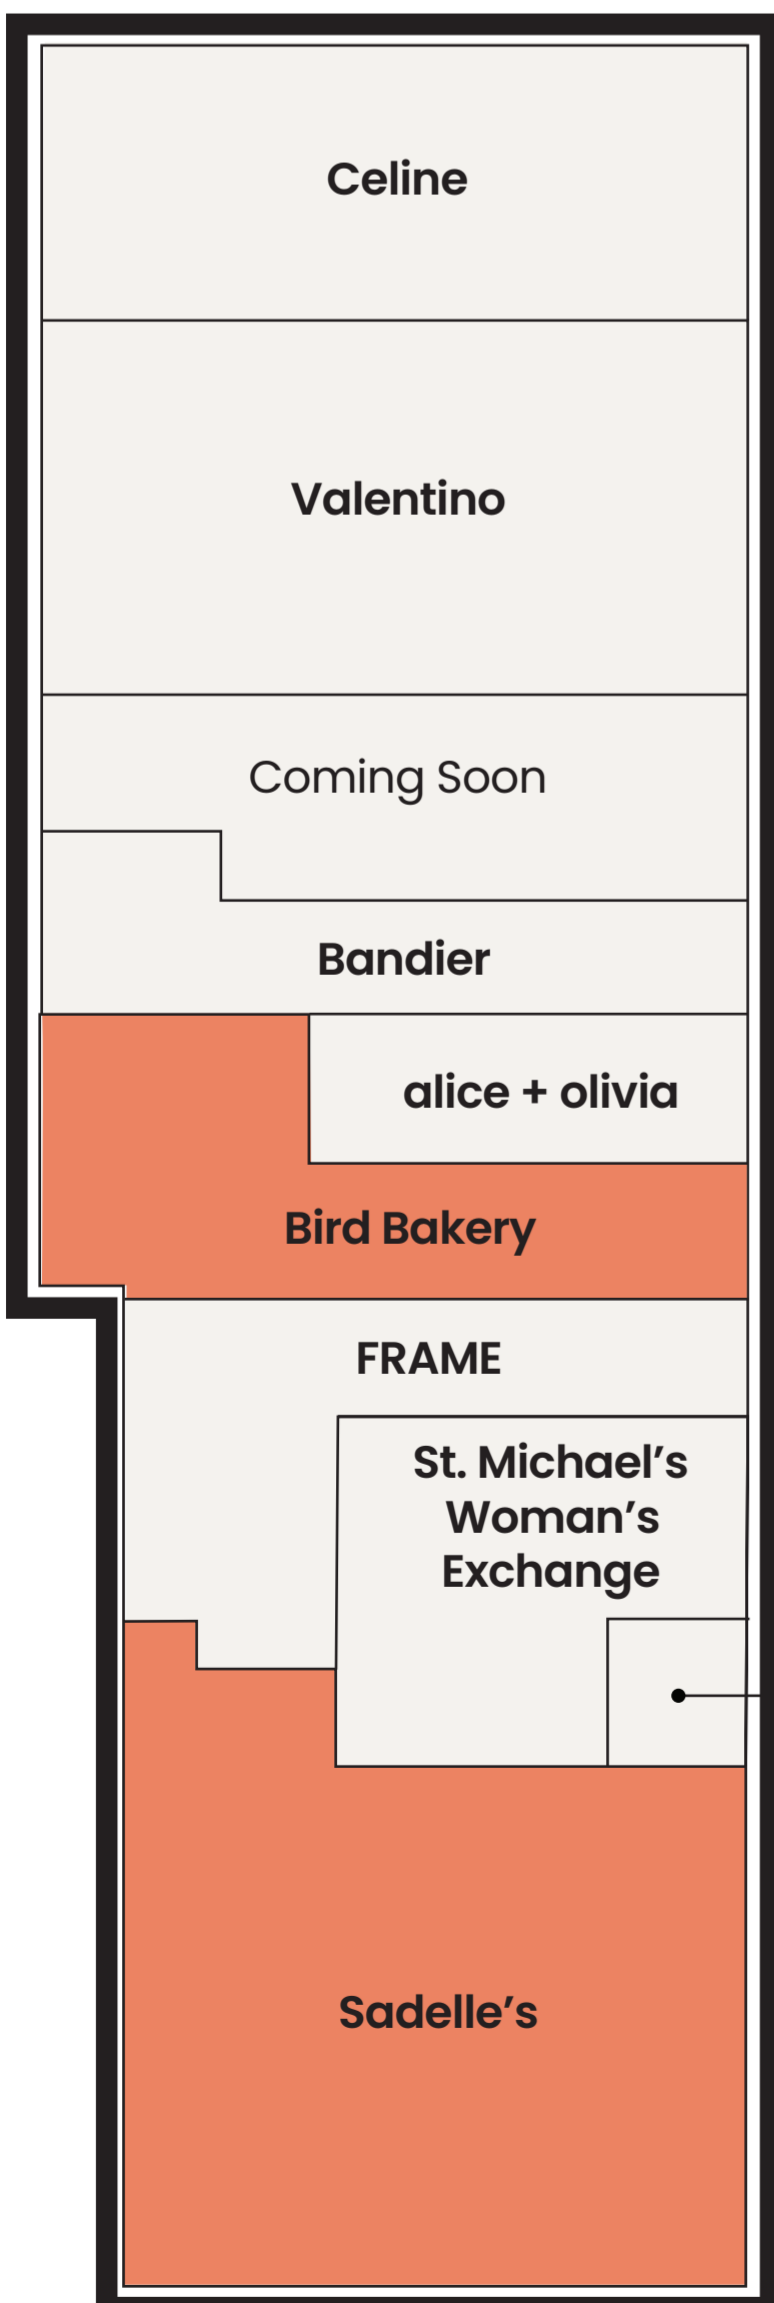 Celine
Valentino
Coming Soon
Bandier
alice + olivia
Bird Bakery
FRAME
St. Michael’s
Woman’s
Exchange
Sadelle’s